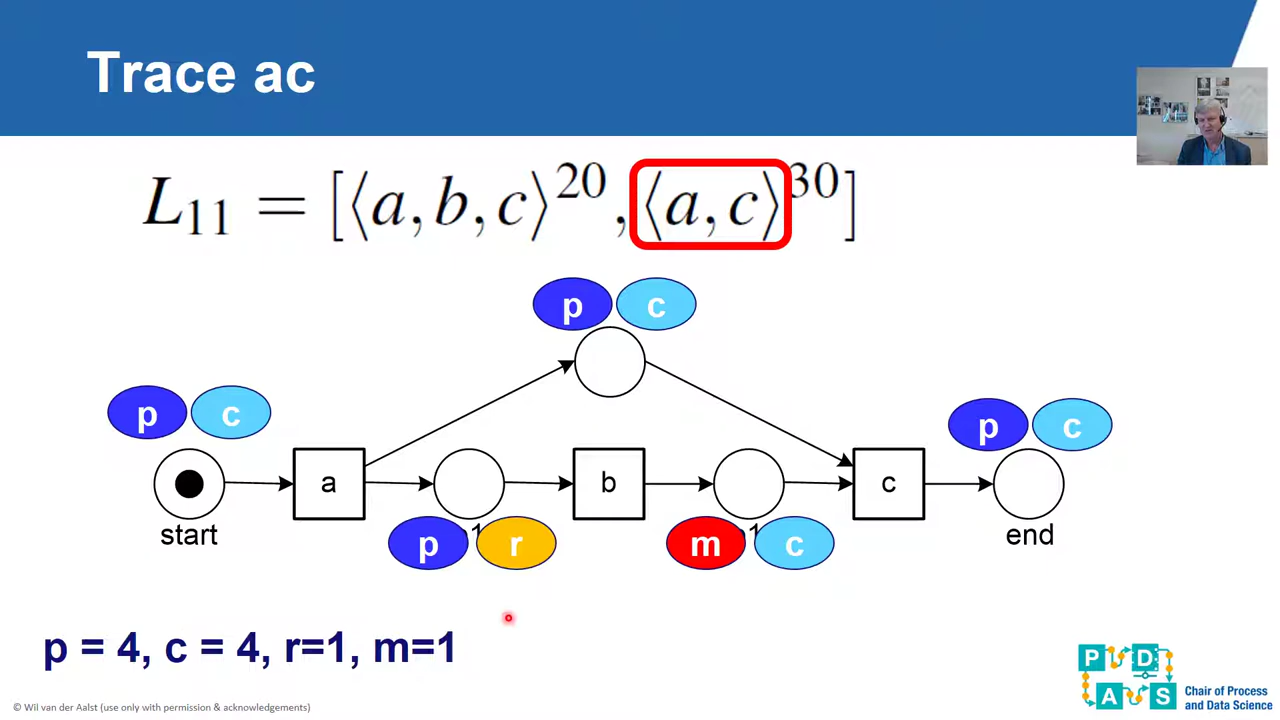 Trace ac
L₁₁ = [⟨a, b, c⟩²⁰, ⟨a, c⟩³⁰]
p c
p c
p c
a b c
start
end
p r
m c
p = 4, c = 4, r=1, m=1
P D
A S
Chair of Process
and Data Science
© Wil van der Aalst (use only with permission & acknowledgements)